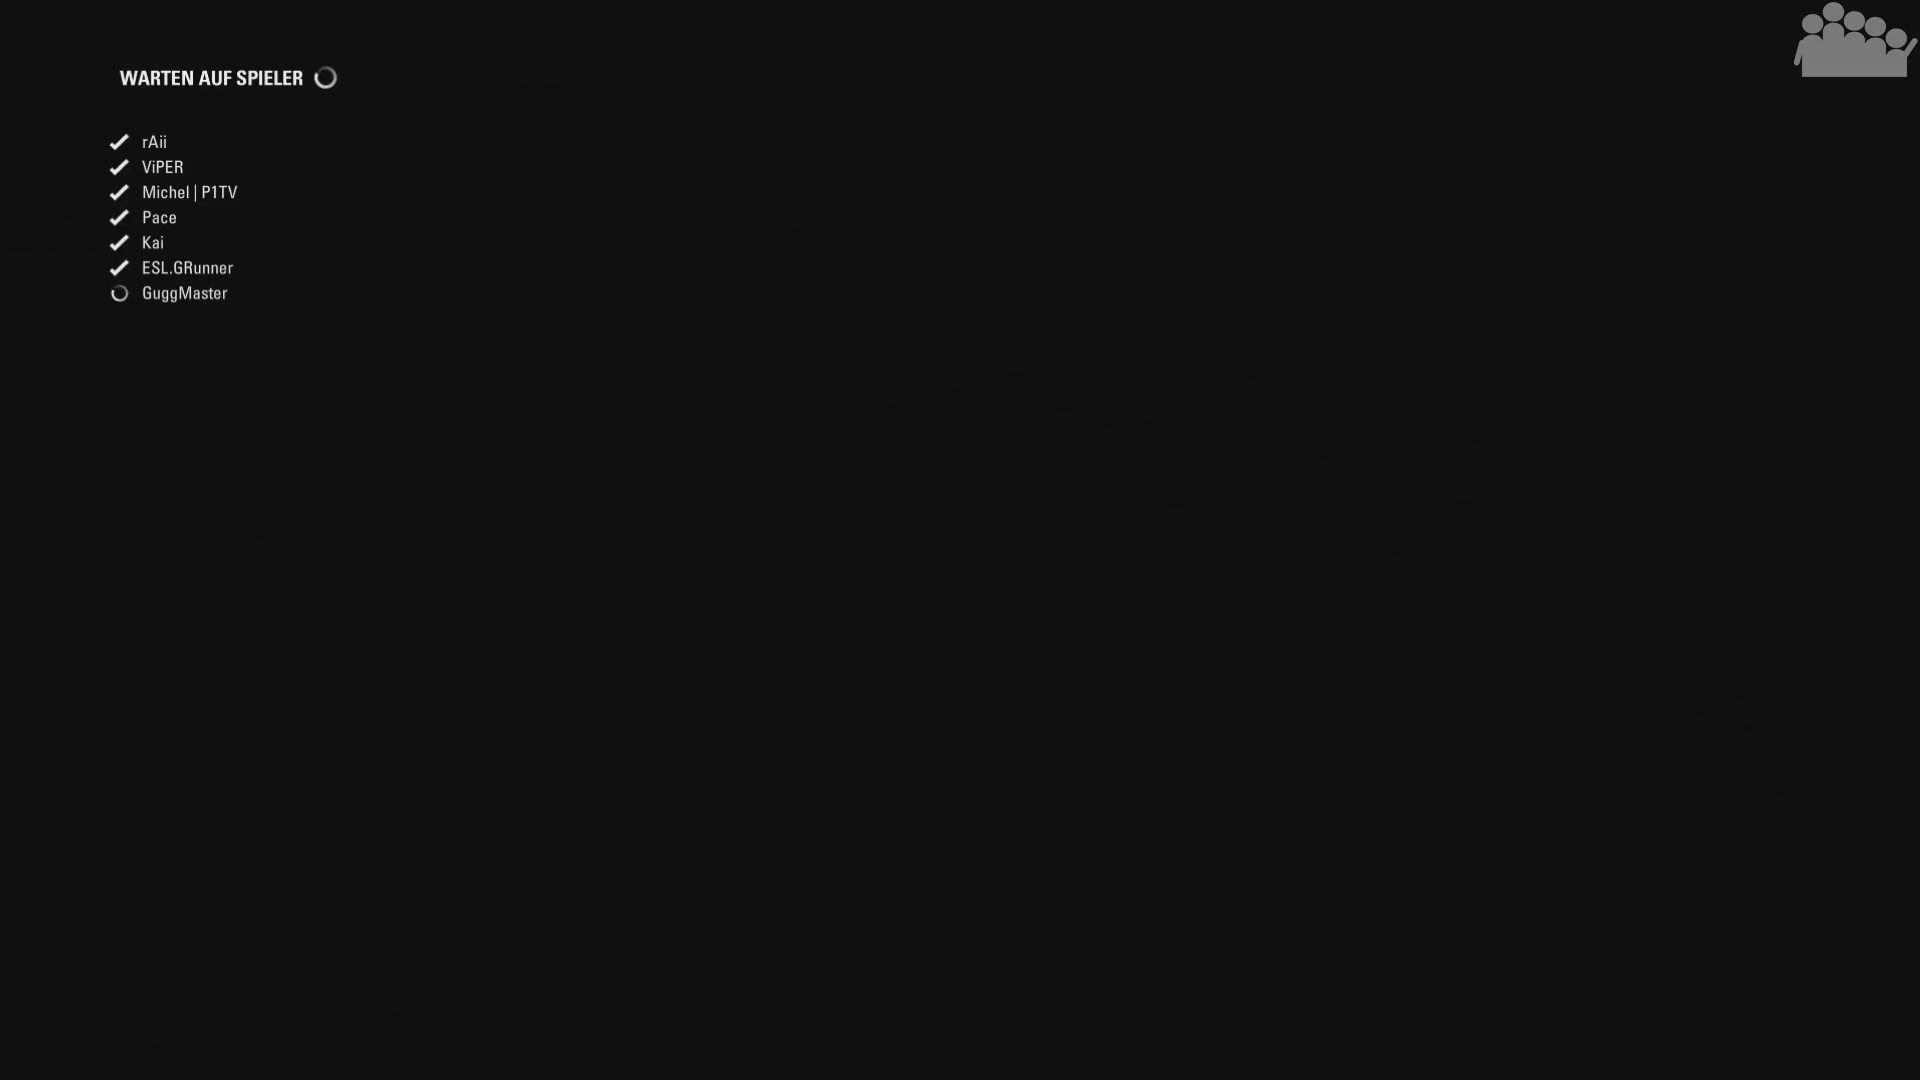 WARTEN AUF SPIELER
rAii
ViPER
Michel | P1TV
Pace
Kai
ESL.GRunner
GuggMaster